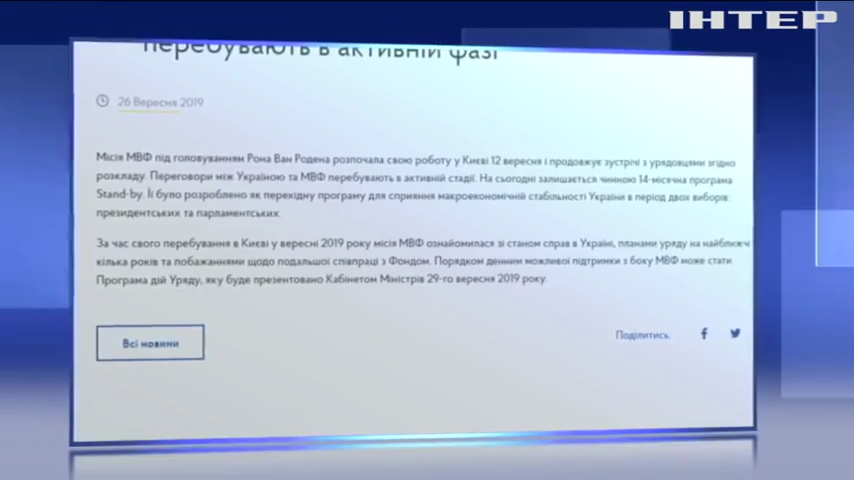 ІНТЕР
перебувають в активній фазі
26 Вересня 2019
Місія МВФ під головуванням Рона Ван Родена розпочала свою роботу у Києві 12 вересня і продовжує зустрічі з урядовцями згідно
розкладу. Переговори між Україною та МВФ перебувають в активній стадії. На сьогодні залишається чинною 14-місячна програма
Stand-by. Її було розроблено як перехідну програму для сприяння макроекономічній стабільності України в період двох виборів:
президентських та парламентських.
За час свого перебування в Києві у вересні 2019 року місія МВФ ознайомилася зі станом справ в Україні, планами уряду на найближчі
кілька років та побажаннями щодо подальшої співпраці з Фондом. Порядком денним можливої підтримки з боку МВФ може стати
Програма дій Уряду, яку буде презентовано Кабінетом Міністрів 29-го вересня 2019 року.
Всі новини
Поділитись: